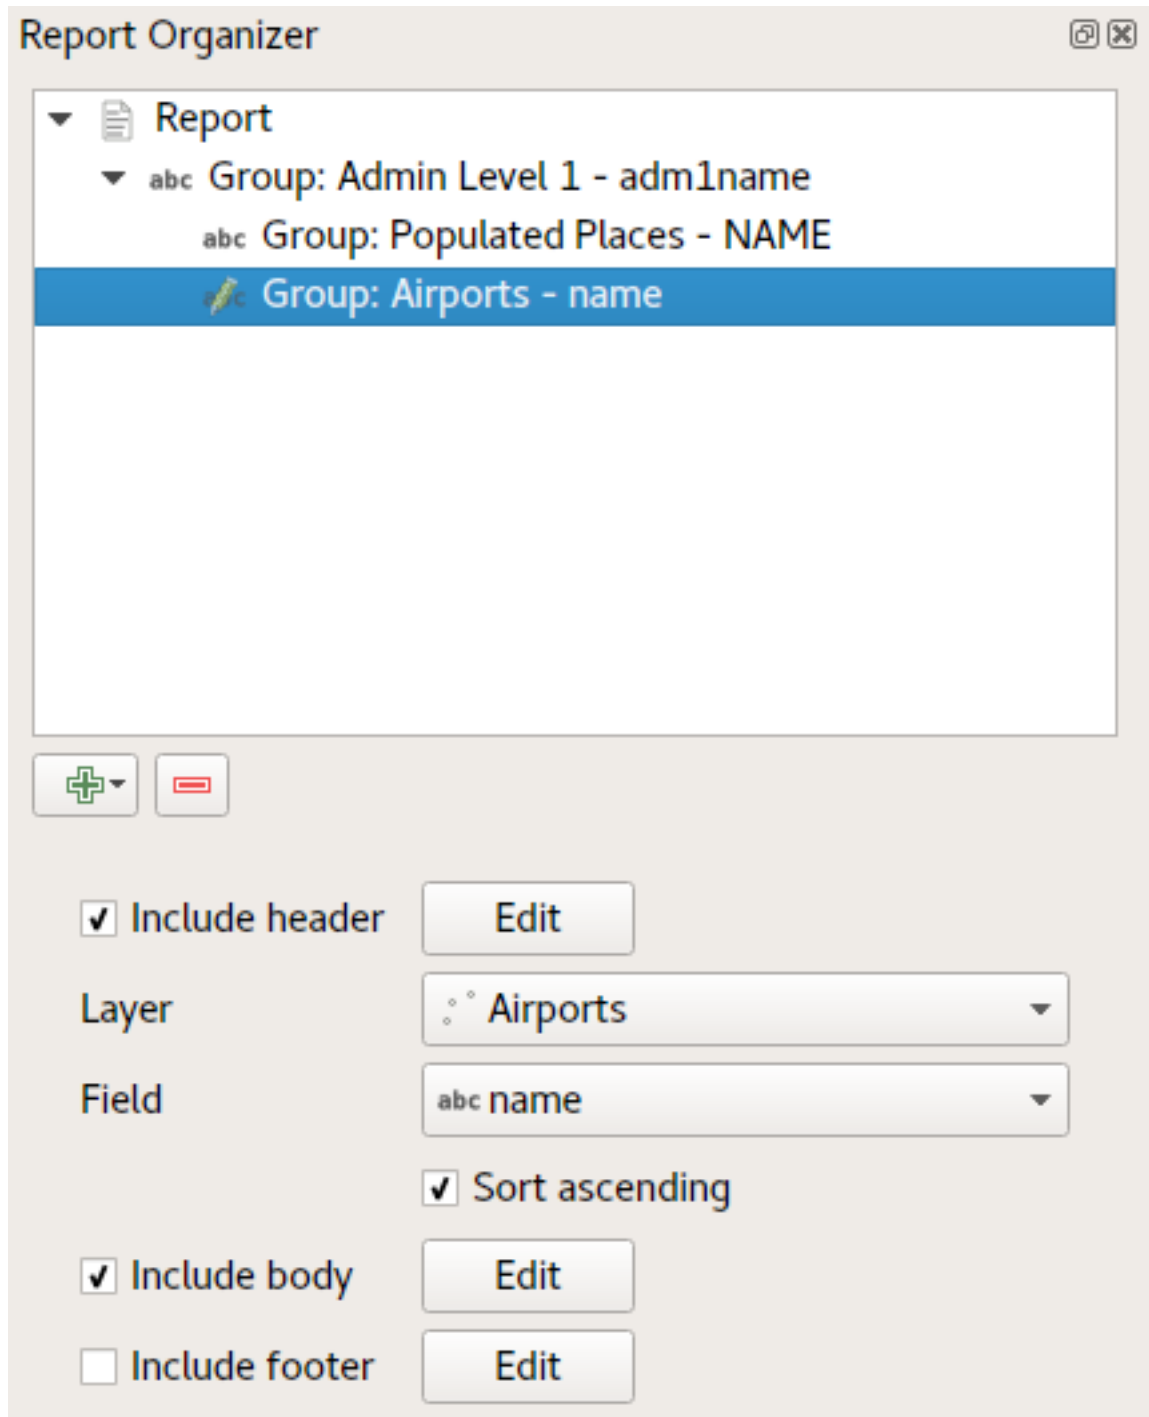 Report Organizer
Report
abc Group: Admin Level 1 - adm1name
abc Group: Populated Places - NAME
Group: Airports - name
Include header Edit
Layer Airports
Field abc name
Sort ascending
Include body Edit
Include footer Edit